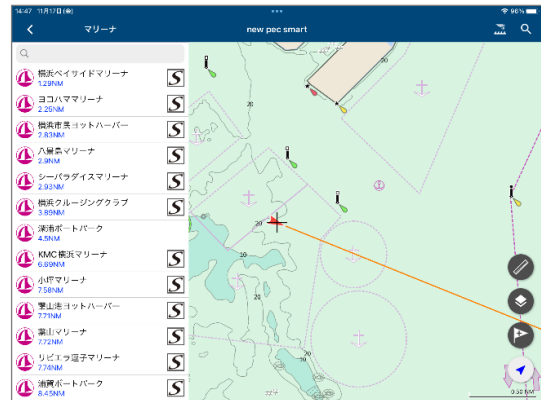 14:47 11月17日(金)
96%
マリーナ
new pec smart
横浜ベイサイドマリーナ
1.29NM
ヨコハママリーナ
2.25NM
横浜市民ヨットハーバー
2.83NM
八景島マリーナ
2.9NM
シーパラダイスマリーナ
2.93NM
横浜クルージングクラブ
3.89NM
深浦ボートパーク
4.5NM
KMC横浜マリーナ
6.69NM
小坪マリーナ
7.58NM
葉山港ヨットハーバー
7.71NM
葉山マリーナ
7.72NM
リビエラ逗子マリーナ
7.74NM
浦賀ボートパーク
8.45NM
S
20
20
20
10
20
10
0.50 NM